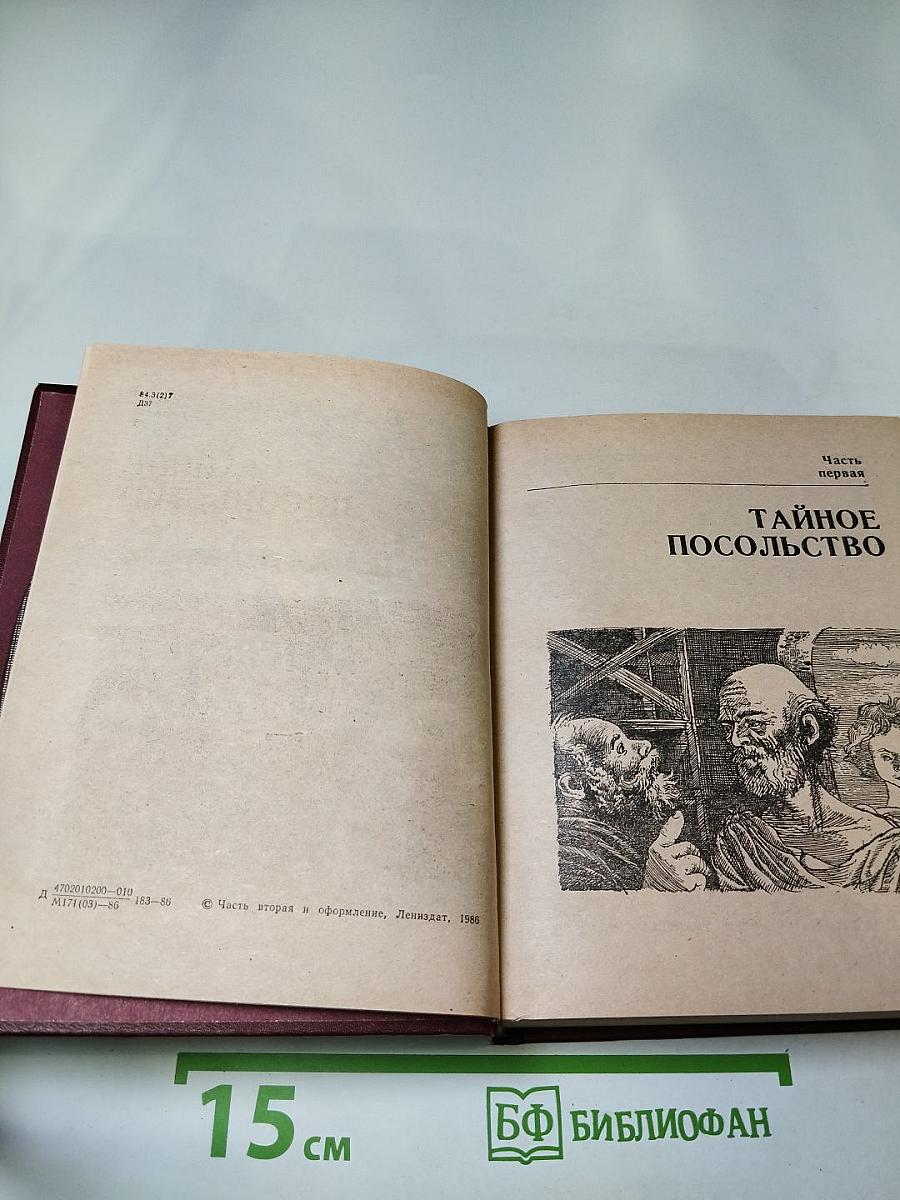 84.3(2)7
Д37
Д 4702010200—010
М171(03)—86 183—86
© Часть вторая и оформление, Лениздат, 1986
Часть
первая
ТАЙНОЕ
ПОСОЛЬСТВО
15 см
БФ БИБЛИОФАН